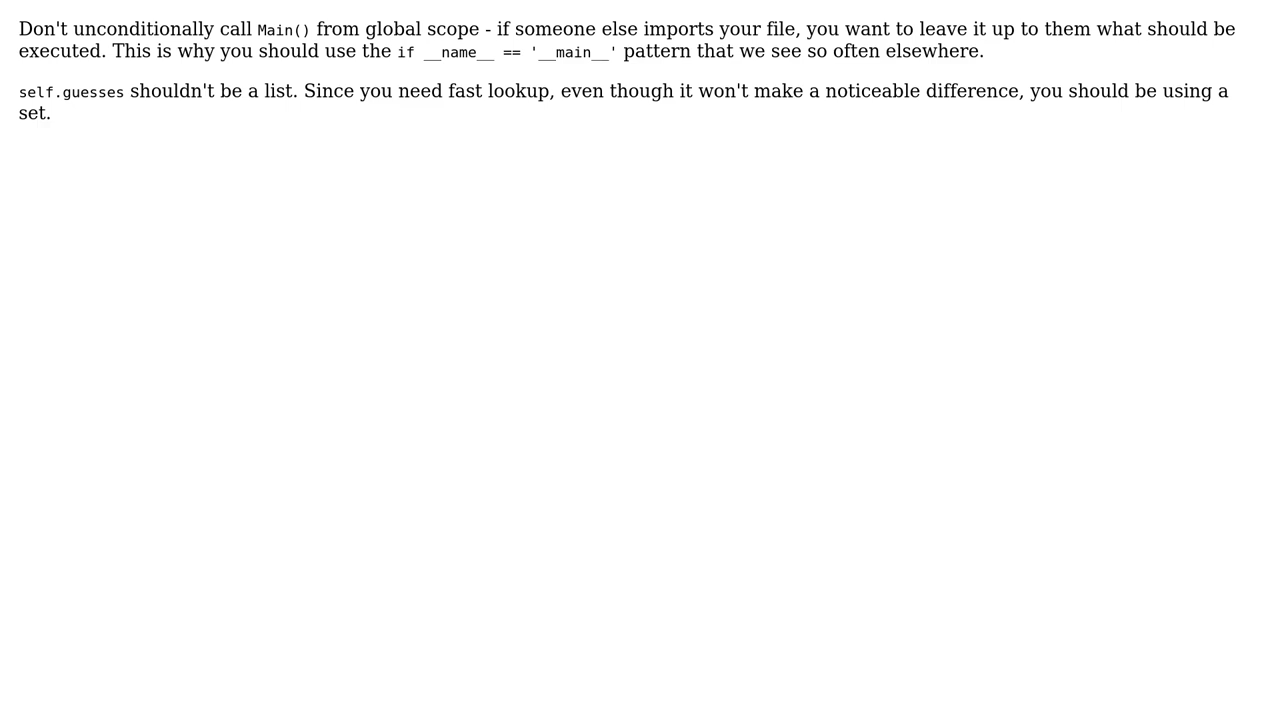 Don't unconditionally call Main() from global scope - if someone else imports your file, you want to leave it up to them what should be
executed. This is why you should use the if __name__ == '__main__' pattern that we see so often elsewhere.
self.guesses shouldn't be a list. Since you need fast lookup, even though it won't make a noticeable difference, you should be using a
set.